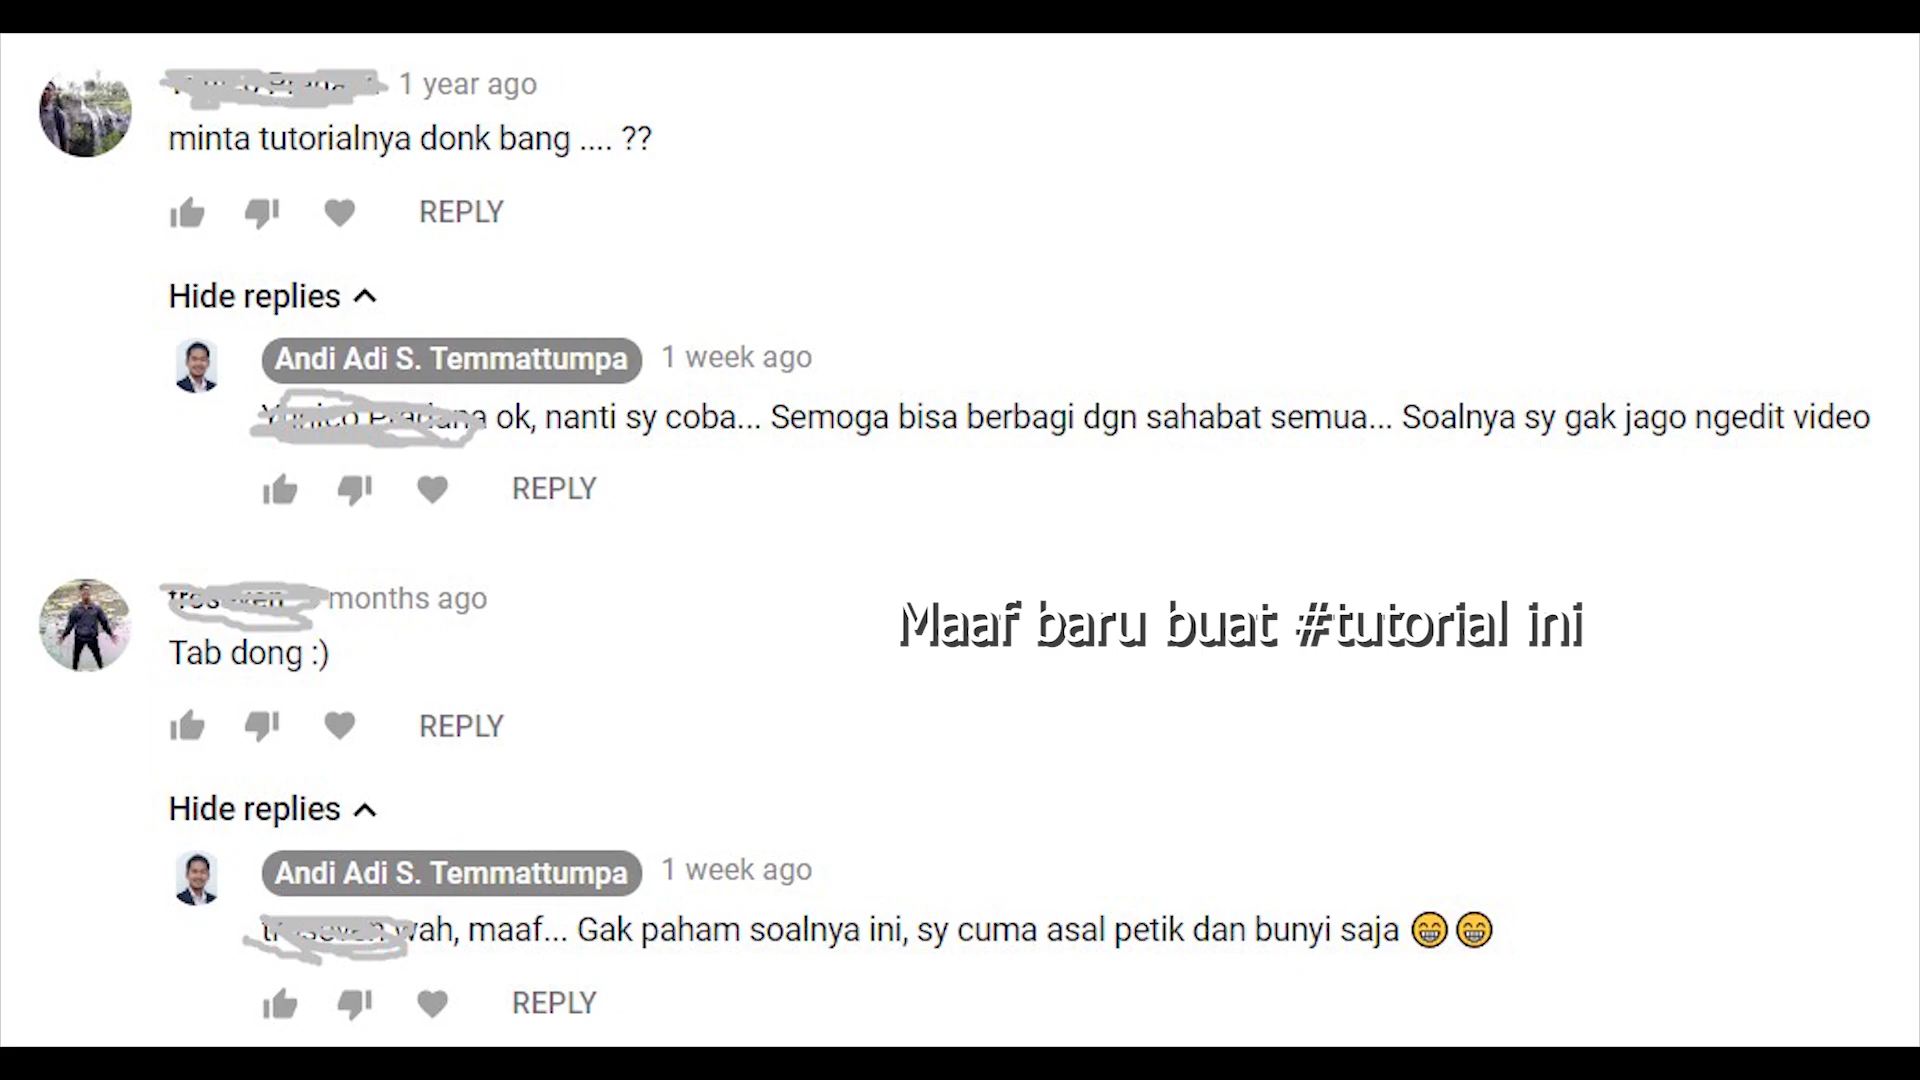 1 year ago
minta tutorialnya donk bang .... ??
REPLY
Hide replies
Andi Adi S. Temmattumpa 1 week ago
ok, nanti sy coba... Semoga bisa berbagi dgn sahabat semua... Soalnya sy gak jago ngedit video
REPLY
months ago
Tab dong :)
Maaf baru buat #tutorial ini
REPLY
Hide replies
Andi Adi S. Temmattumpa 1 week ago
wah, maaf... Gak paham soalnya ini, sy cuma asal petik dan bunyi saja 😁😁
REPLY